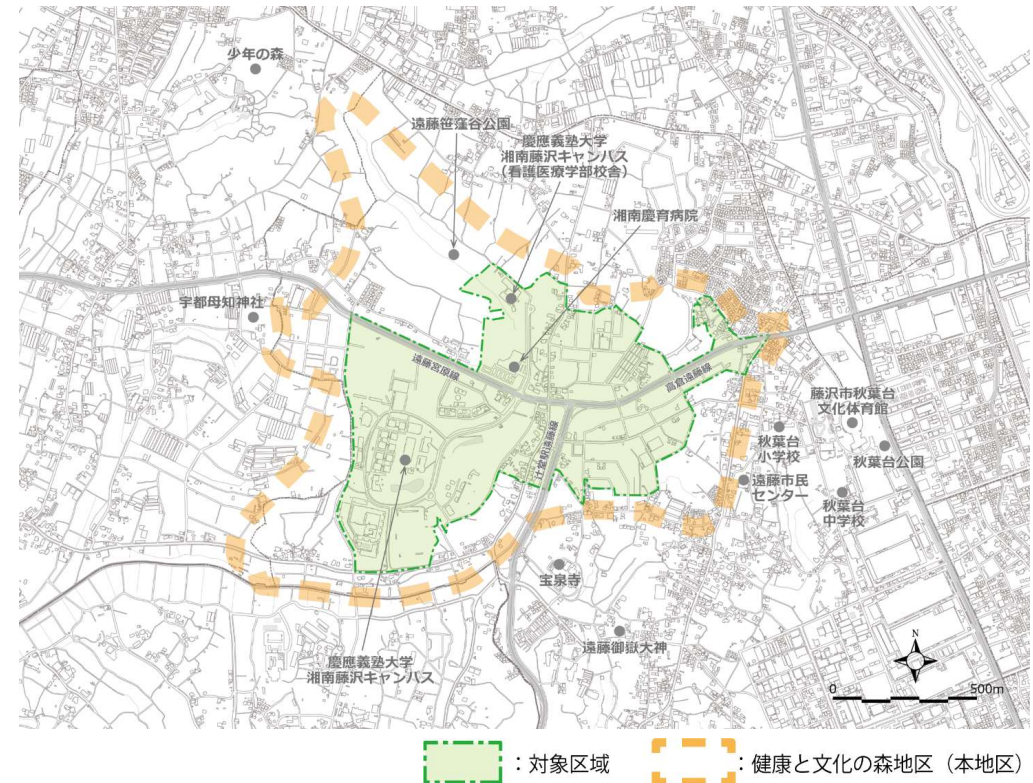 少年の森
遠藤笹窪谷公園
慶應義塾大学
湘南藤沢キャンパス
(看護医療学部校舎)
湘南慶育病院
宇都母知神社
遠藤宮原線
高倉遠藤線
辻堂駅遠藤線
藤沢市秋葉台
文化体育館
秋葉台
小学校
秋葉台公園
遠藤市民
センター
秋葉台
中学校
宝泉寺
遠藤御嶽大神
慶應義塾大学
湘南藤沢キャンパス
N
0
500m
:対象区域
:健康と文化の森地区(本地区)